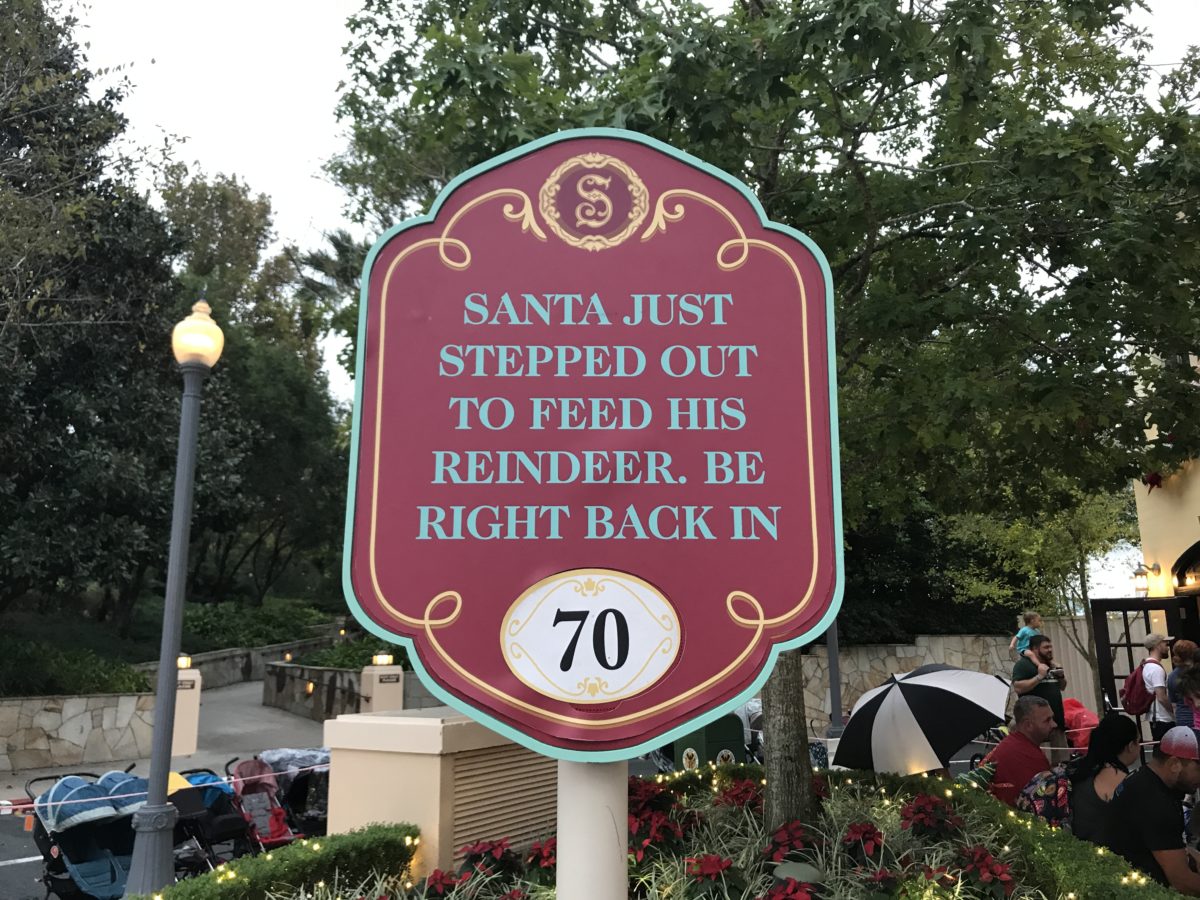 S
SANTA JUST
STEPPED OUT
TO FEED HIS
REINDEER. BE
RIGHT BACK IN
70